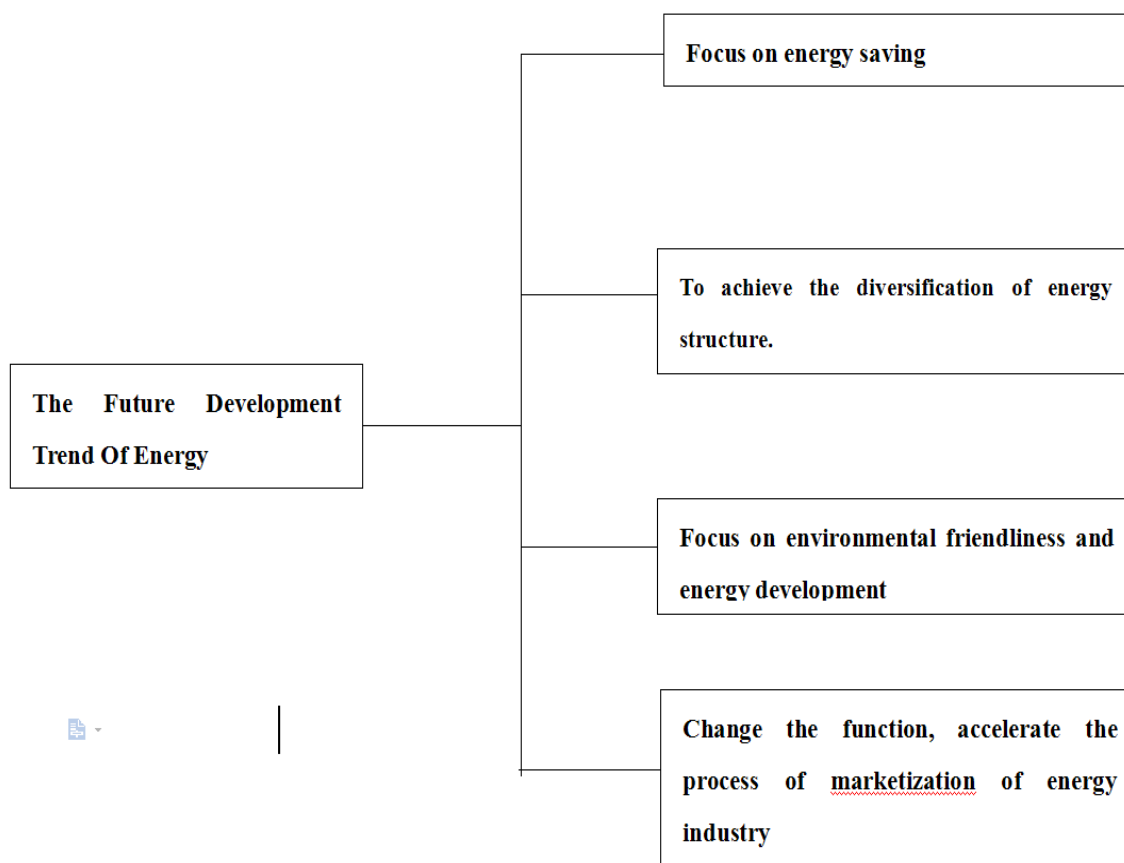 Focus on energy saving
To achieve the diversification of energy
structure.
The Future Development
Trend Of Energy
Focus on environmental friendliness and
energy development
Change the function, accelerate the
process of marketization of energy
industry